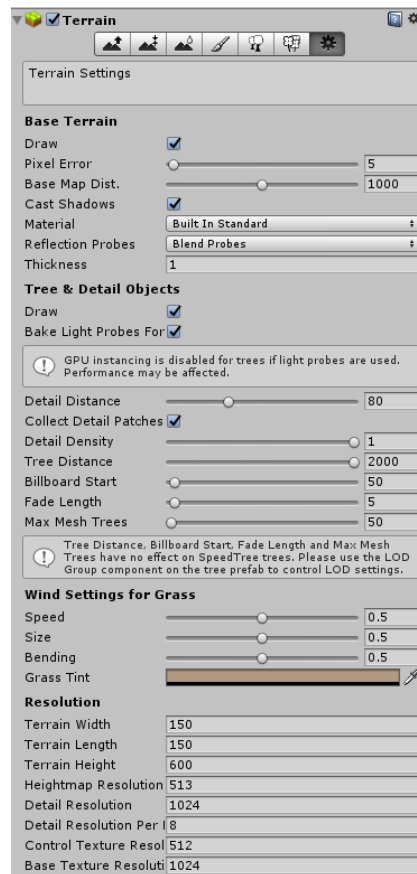 Terrain
Terrain Settings
Base Terrain
Draw
Pixel Error 5
Base Map Dist. 1000
Cast Shadows
Material Built In Standard
Reflection Probes Blend Probes
Thickness 1
Tree & Detail Objects
Draw
Bake Light Probes For
GPU instancing is disabled for trees if light probes are used.
Performance may be affected.
Detail Distance 80
Collect Detail Patches
Detail Density 1
Tree Distance 2000
Billboard Start 50
Fade Length 5
Max Mesh Trees 50
Tree Distance, Billboard Start, Fade Length and Max Mesh
Trees have no effect on SpeedTree trees. Please use the LOD
Group component on the tree prefab to control LOD settings.
Wind Settings for Grass
Speed 0.5
Size 0.5
Bending 0.5
Grass Tint
Resolution
Terrain Width 150
Terrain Length 150
Terrain Height 600
Heightmap Resolution 513
Detail Resolution 1024
Detail Resolution Per 8
Control Texture Resol 512
Base Texture Resoluti 1024